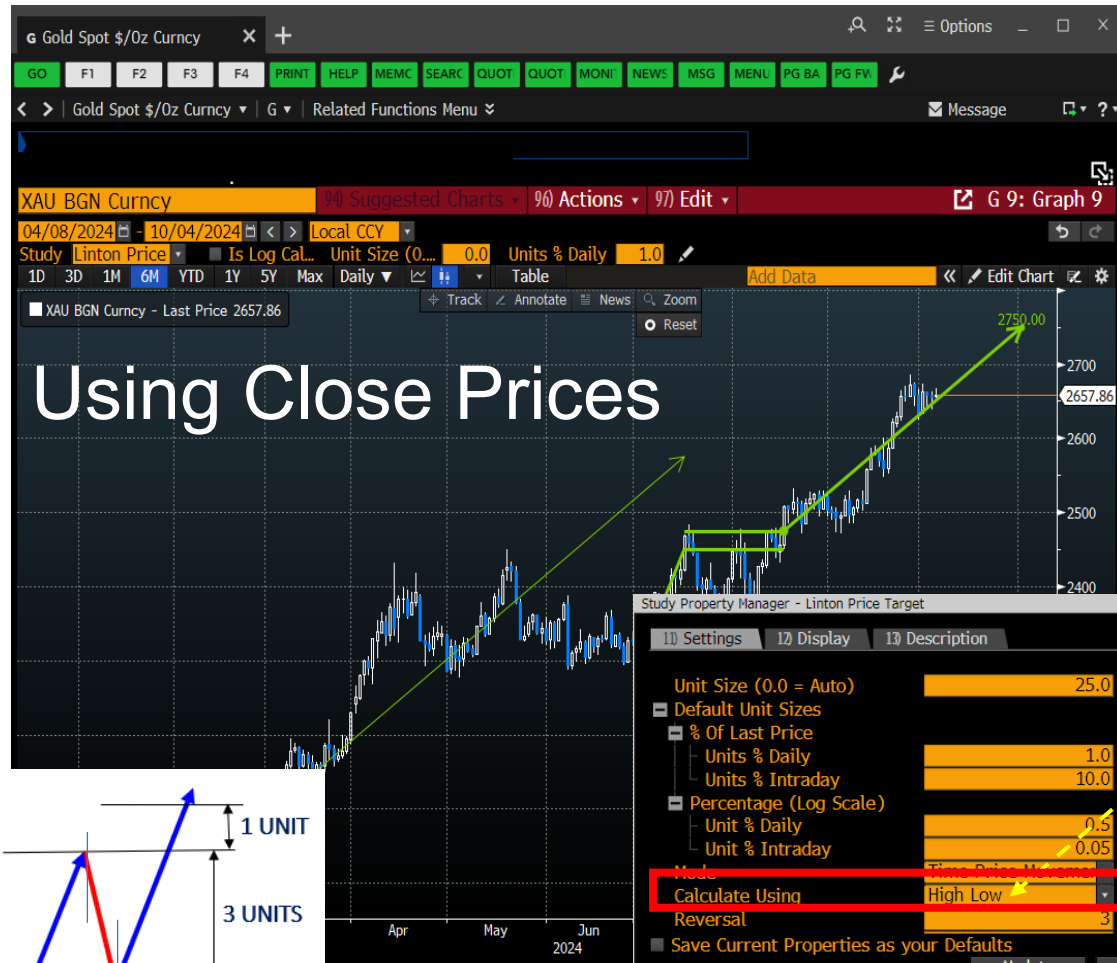 G Gold Spot $/Oz Curncy X +
Options
GO F1 F2 F3 F4 PRINT HELP MEMC SEARC QUOT QUOT MONIT NEWS MSG MENU PG BA PG FW
< > Gold Spot $/Oz Curncy ▾ G ▾ Related Functions Menu Message ?
XAU BGN Curncy 94) Suggested Charts 96) Actions 97) Edit G 9: Graph 9
04/08/2024 - 10/04/2024 < > Local CCY
Study Linton Price Is Log Cal... Unit Size (0.... 0.0 Units % Daily 1.0
1D 3D 1M 6M YTD 1Y 5Y Max Daily ▼ Table Add Data « Edit Chart
Track Annotate News Zoom
XAU BGN Curncy - Last Price 2657.86
Reset
2750.00
2700
Using Close Prices
2657.86
2600
2500
2400
Study Property Manager - Linton Price Target
11) Settings 12) Display 13) Description
Unit Size (0.0 = Auto) 25.0
Default Unit Sizes
% Of Last Price
Units % Daily 1.0
Units % Intraday 10.0
Percentage (Log Scale)
Unit % Daily 0.5
Unit % Intraday 0.05
Mode Time Price Movemer
Calculate Using High Low
Reversal 3
Save Current Properties as your Defaults
1 UNIT
3 UNITS
Apr May Jun
2024